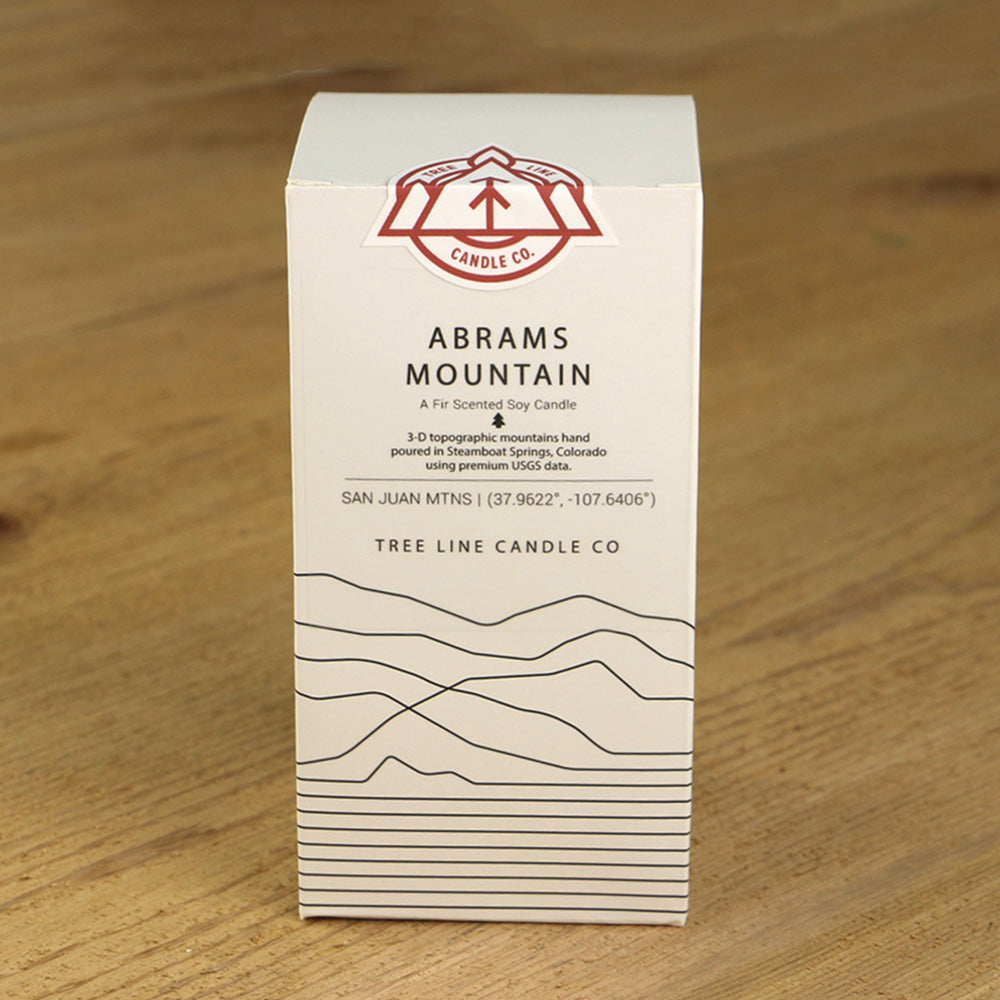 TREE LINE
CANDLE CO.
ABRAMS
MOUNTAIN
A Fir Scented Soy Candle
3-D topographic mountains hand
poured in Steamboat Springs, Colorado
using premium USGS data.
SAN JUAN MTNS | (37.9622°, -107.6406°)
TREE LINE CANDLE CO